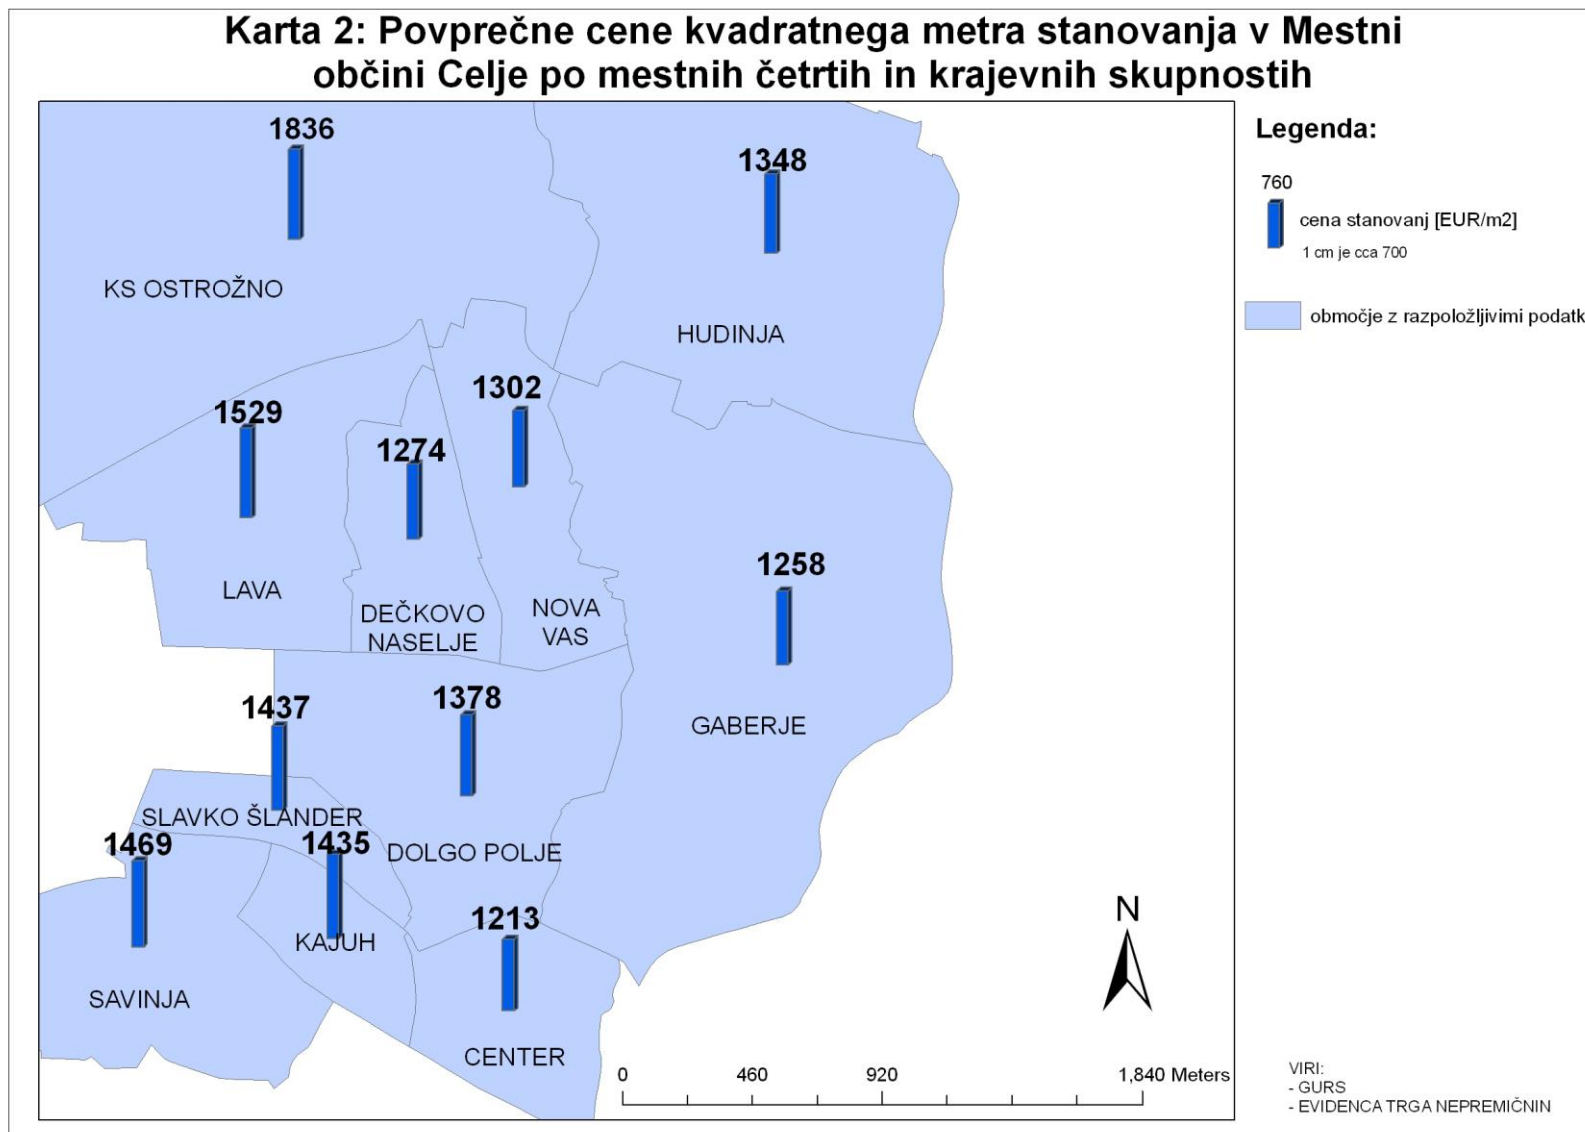 Karta 2: Povprečne cene kvadratnega metra stanovanja v Mestni
občini Celje po mestnih četrtih in krajevnih skupnostih
1836
1348
KS OSTROŽNO
HUDINJA
1302
1529
1274
1258
LAVA
DEČKOVO
NASELJE
NOVA
VAS
1437
1378
GABERJE
SLAVKO ŠLANDER
1469
1435
DOLGO POLJE
1213
KAJUH
SAVINJA
CENTER
N
0 460 920 1,840 Meters
Legenda:
760
cena stanovanj [EUR/m2]
1 cm je cca 700
območje z razpoložljivimi podatk
VIRI:
- GURS
- EVIDENCA TRGA NEPREMIČNIN